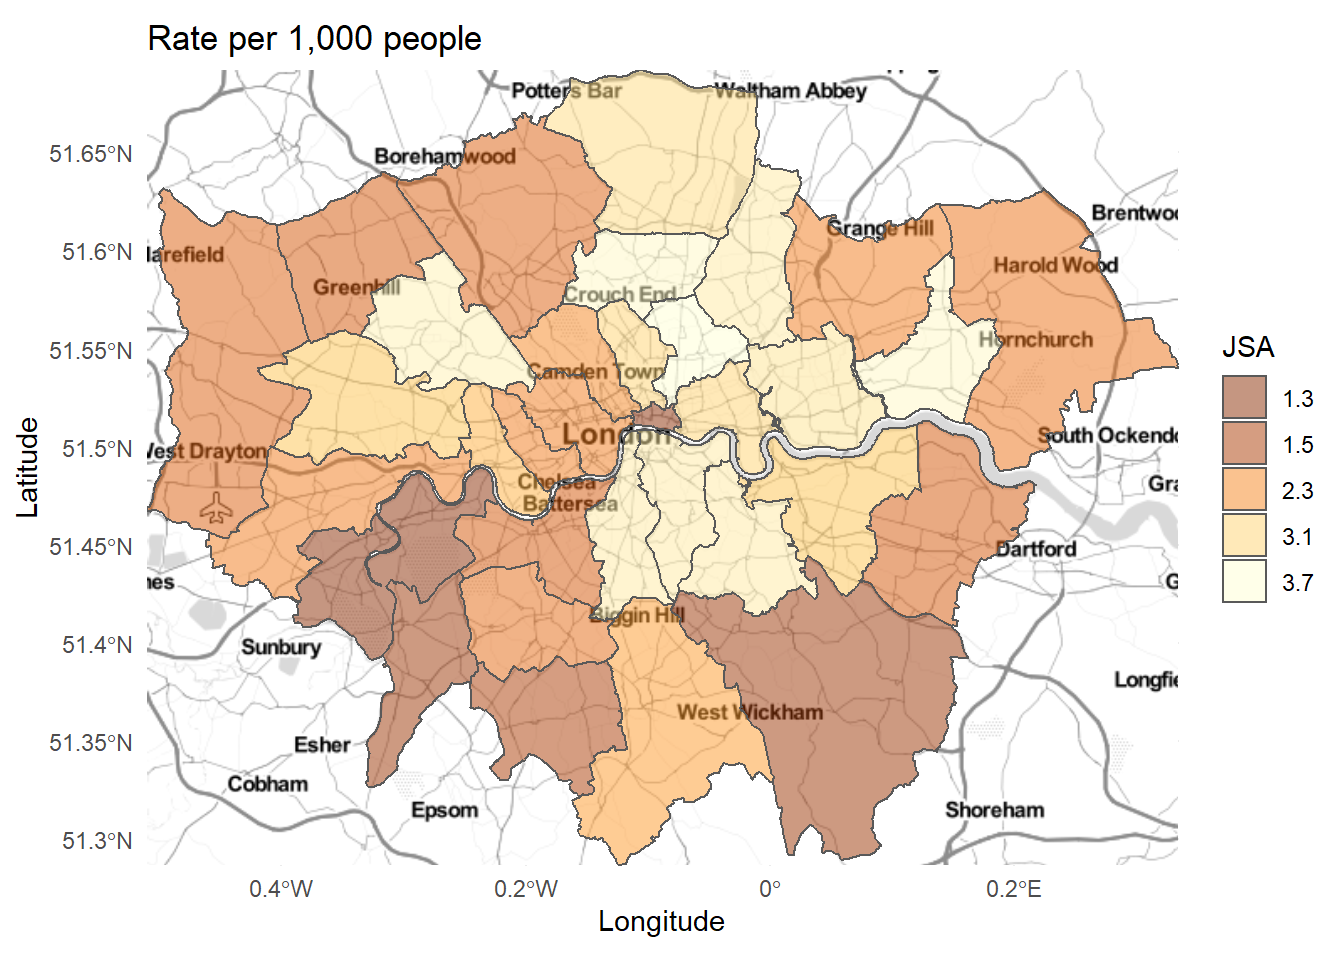 Rate per 1,000 people
Potters Bar
Waltham Abbey
51.65°N
Borehamwood
Brentwoo
Grange Hill
51.6°N
larefield
Harold Wood
Greenhill
Crouch End
Hornchurch
51.55°N
Camden Town
JSA
1.3
1.5
2.3
3.1
3.7
London
South Ockendo
51.5°N
West Drayton
Chelsea
Battersea
Gra
51.45°N
Dartford
nes
G
Biggin Hill
51.4°N
Sunbury
Longfie
West Wickham
51.35°N
Esher
Cobham
Epsom
Shoreham
51.3°N
0.4°W
0.2°W
0°
0.2°E
Longitude
Latitude